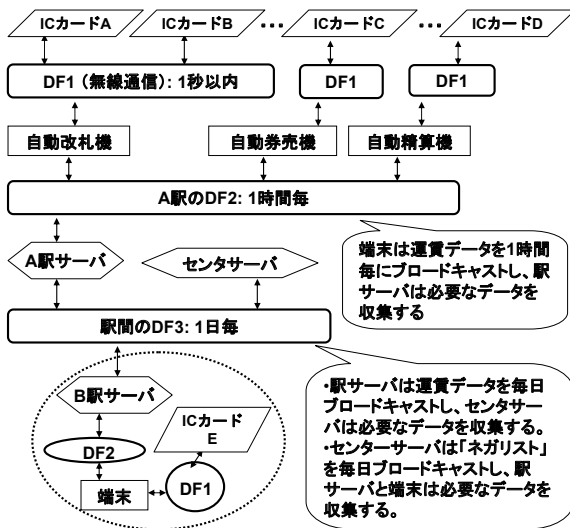 ICカードA
ICカードB
…
ICカードC
…
ICカードD
DF1 (無線通信): 1秒以内
DF1
DF1
自動改札機
自動券売機
自動精算機
A駅のDF2: 1時間毎
端末は運賃データを1時間
毎にブロードキャストし、駅
サーバは必要なデータを
収集する
A駅サーバ
センタサーバ
駅間のDF3: 1日毎
・駅サーバは運賃データを毎日
ブロードキャストし、センタサー
バは必要なデータを収集する。
・センターサーバは「ネガリスト」
を毎日ブロードキャストし、駅
サーバと端末は必要なデータを
収集する。
B駅サーバ
ICカード
E
DF2
端末
DF1